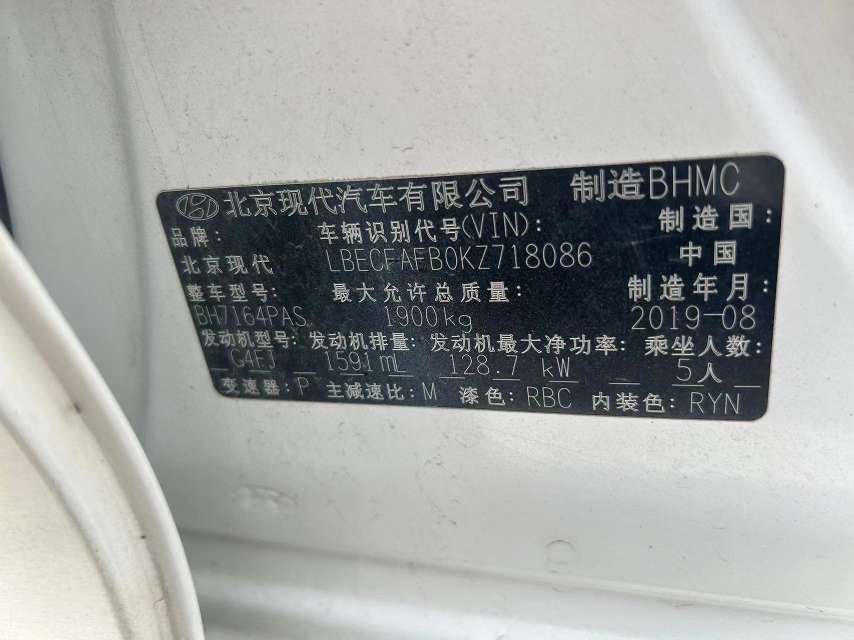 北京现代汽车有限公司 制造BHMC
品牌: 车辆识别代号(VIN): 制造国:
北京现代 LBECFAFB0KZ718086 中国
整车型号: 最大允许总质量: 制造年月:
BH7164PAS 1900kg 2019-08
发动机型号: 发动机排量: 发动机最大净功率: 乘坐人数:
G4FJ 1591mL 128.7 kW 5人
变速器: P 主减速比: M 漆色: RBC 内装色: RYN